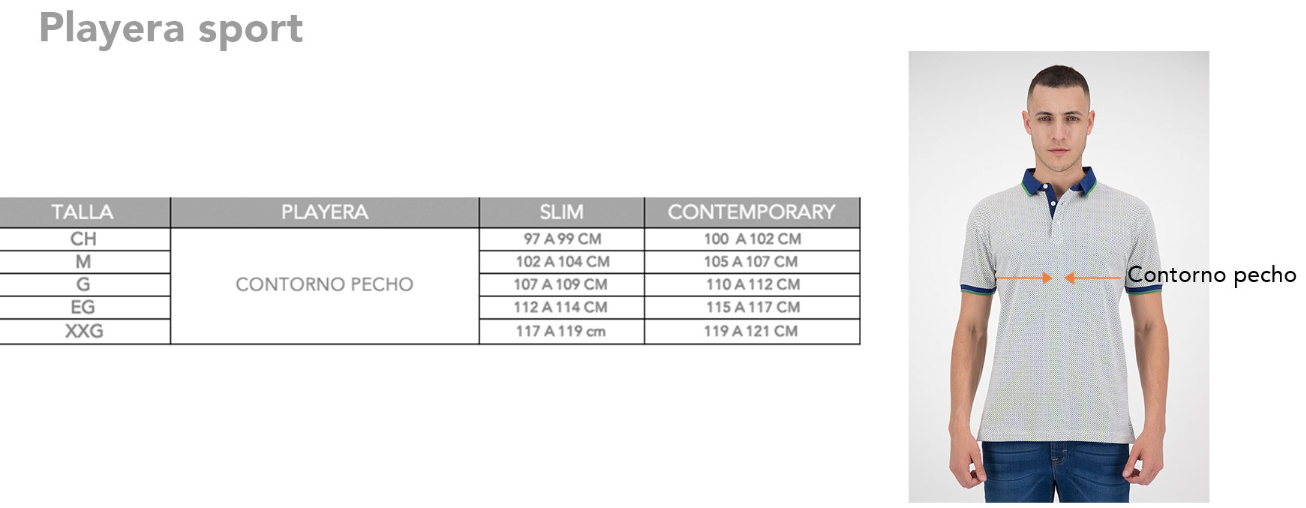 Playera sport
TALLA PLAYERA SLIM CONTEMPORARY
CH 97 A 99 CM 100 A 102 CM
M 102 A 104 CM 105 A 107 CM
G CONTORNO PECHO 107 A 109 CM 110 A 112 CM
EG 112 A 114 CM 115 A 117 CM
XXG 117 A 119 cm 119 A 121 CM
Contorno pecho